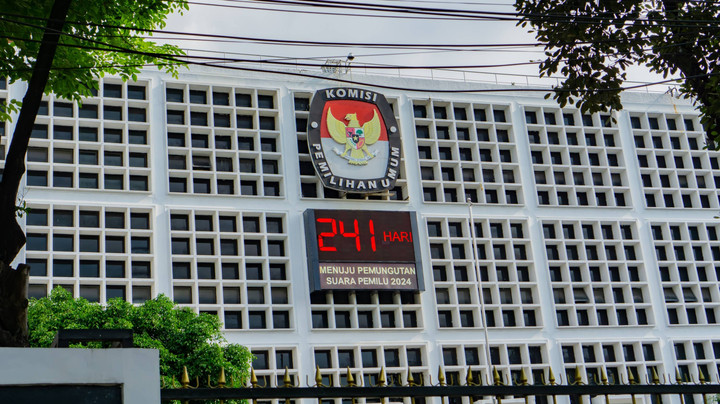 KOMISI
PEMILIHAN UMUM
241 HARI
MENUJU PEMUNGUTAN
SUARA PEMILU 2024